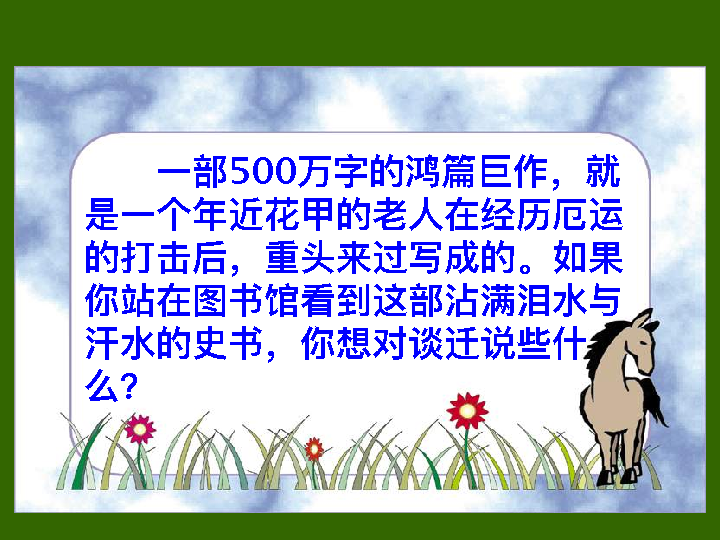 一部500万字的鸿篇巨作，就
是一个年近花甲的老人在经历厄运
的打击后，重头来过写成的。如果
你站在图书馆看到这部沾满泪水与
汗水的史书，你想对谈迁说些什
么？